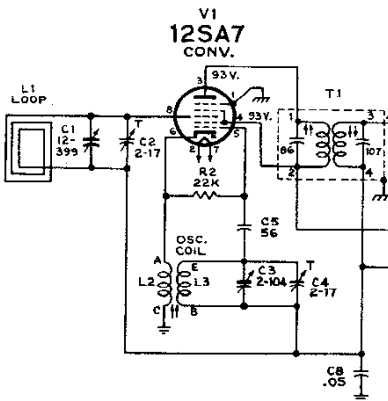 V1
12SA7
CONV.
3 93V.
L1
LOOP
T1
8
1
4 93V.
1
3
C1
12-
399
T
C2
2-17
6
5
2
7
86
107
2
4
R2
22K
C5
56
OSC.
COIL
A
E
C3
2-104
T
C4
2-17
L2
L3
C
B
C8
.05